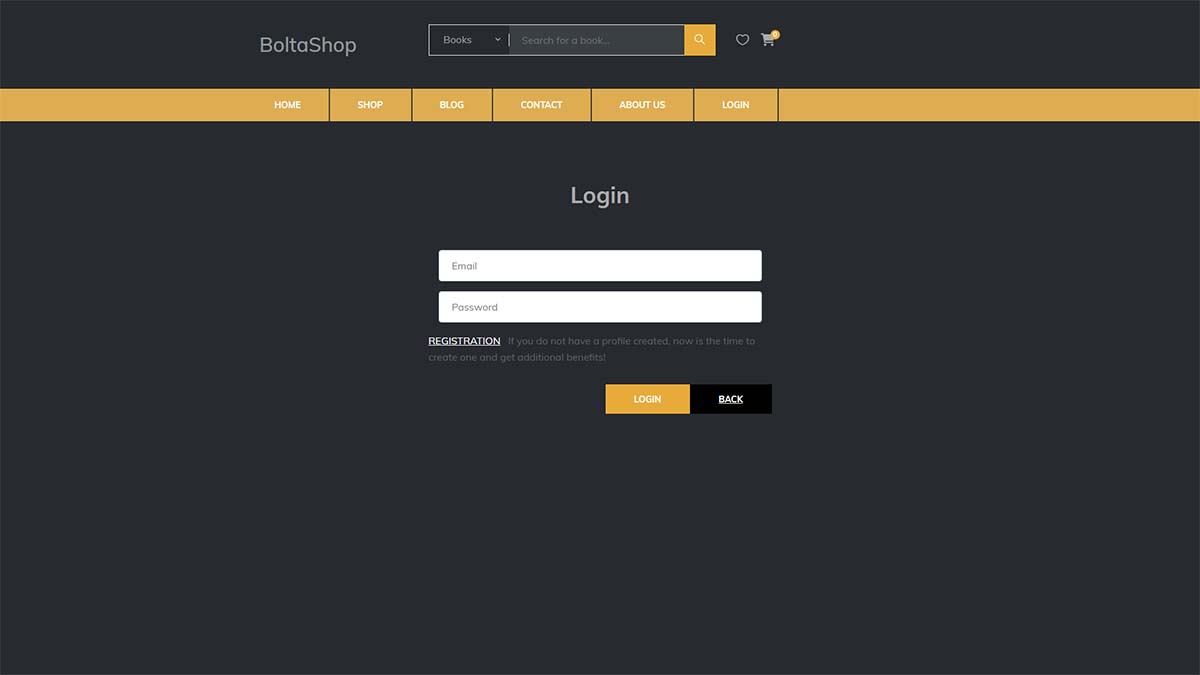 BoltaShop
Books
Search for a book...
0
HOME
SHOP
BLOG
CONTACT
ABOUT US
LOGIN
Login
Email
Password
REGISTRATION If you do not have a profile created, now is the time to
create one and get additional benefits!
LOGIN
BACK